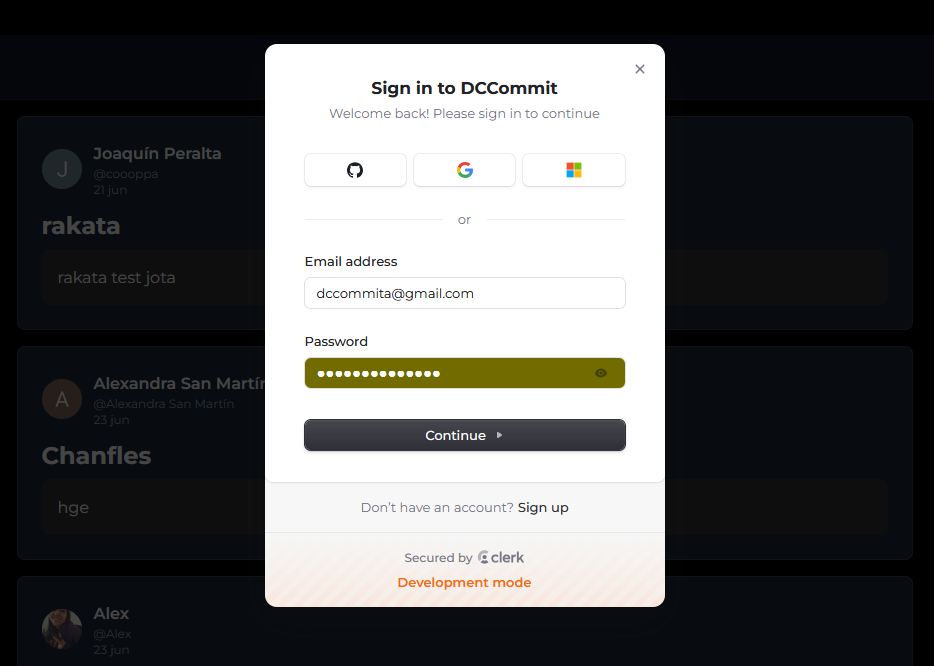 Sign in to DCCommit
Welcome back! Please sign in to continue
or
Email address
dccommita@gmail.com
Password
••••••••••••••
Continue
Don't have an account? Sign up
Secured by clerk
Development mode
J
Joaquín Peralta
@coooppa
21 jun
rakata
rakata test jota
A
Alexandra San Martín
@Alexandra San Martín
23 jun
Chanfles
hge
Alex
@Alex
23 jun